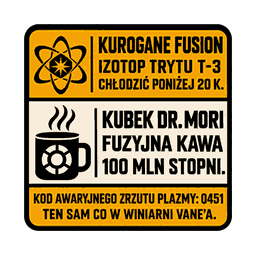 KUROGANE FUSION
IZOTOP TRYTU T-3
CHŁODZIĆ PONIŻEJ 20 K.
KUBEK DR. MORI
FUZYJNA KAWA
100 MLN STOPNI.
KOD AWARYJNEGO ZRZUTU PLAZMY: 0451
TEN SAM CO W WINIARNI VANE'A.